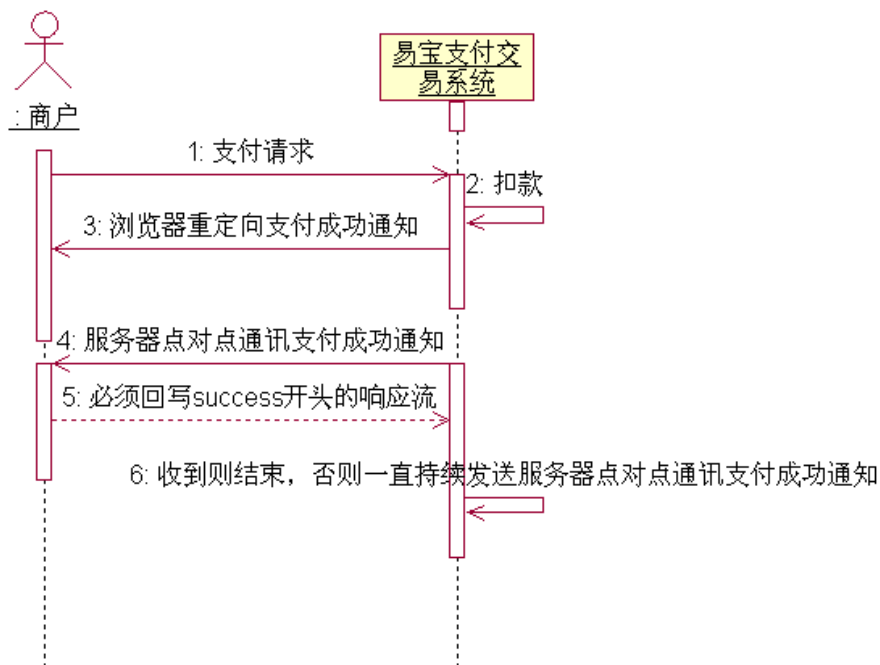 易宝支付交
易系统
: 商户
1: 支付请求
2: 扣款
3: 浏览器重定向支付成功通知
4: 服务器点对点通讯支付成功通知
5: 必须回写success开头的响应流
6: 收到则结束，否则一直持续发送服务器点对点通讯支付成功通知